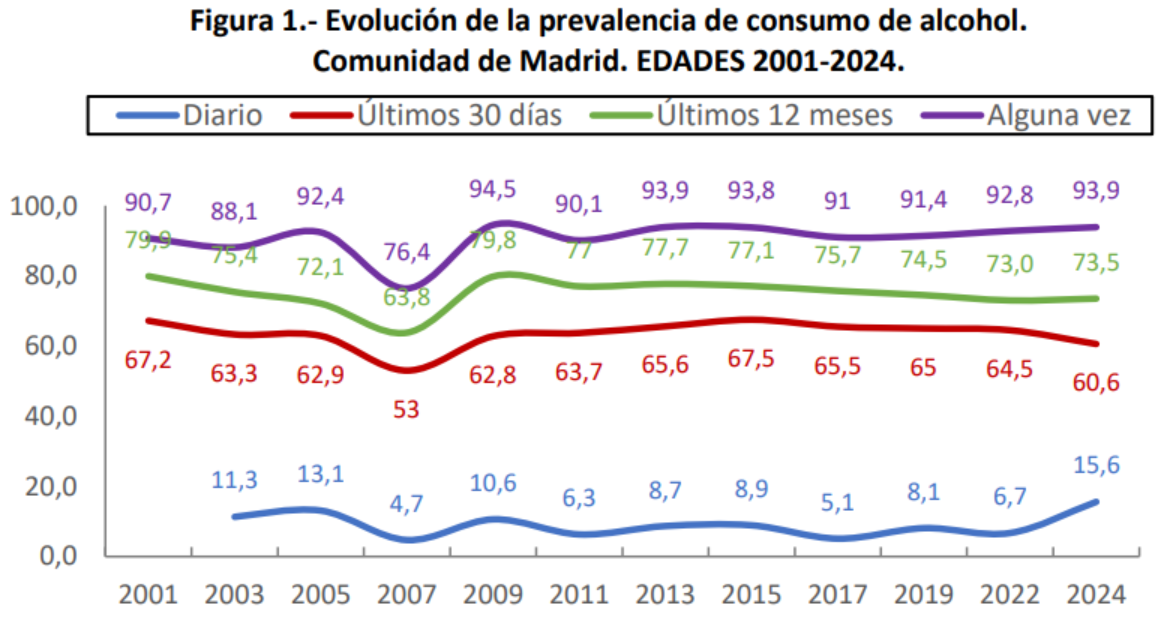 Figura 1.- Evolución de la prevalencia de consumo de alcohol.
Comunidad de Madrid. EDADES 2001-2024.
Diario Últimos 30 días Últimos 12 meses Alguna vez
90,7 88,1 92,4 76,4 94,5 90,1 93,9 93,8 91 91,4 92,8 93,9
79,9 75,4 72,1 63,8 79,8 77 77,7 77,1 75,7 74,5 73,0 73,5
67,2 63,3 62,9 53 62,8 63,7 65,6 67,5 65,5 65 64,5 60,6
11,3 13,1 4,7 10,6 6,3 8,7 8,9 5,1 8,1 6,7 15,6
100,0
80,0
60,0
40,0
20,0
0,0
2001 2003 2005 2007 2009 2011 2013 2015 2017 2019 2022 2024